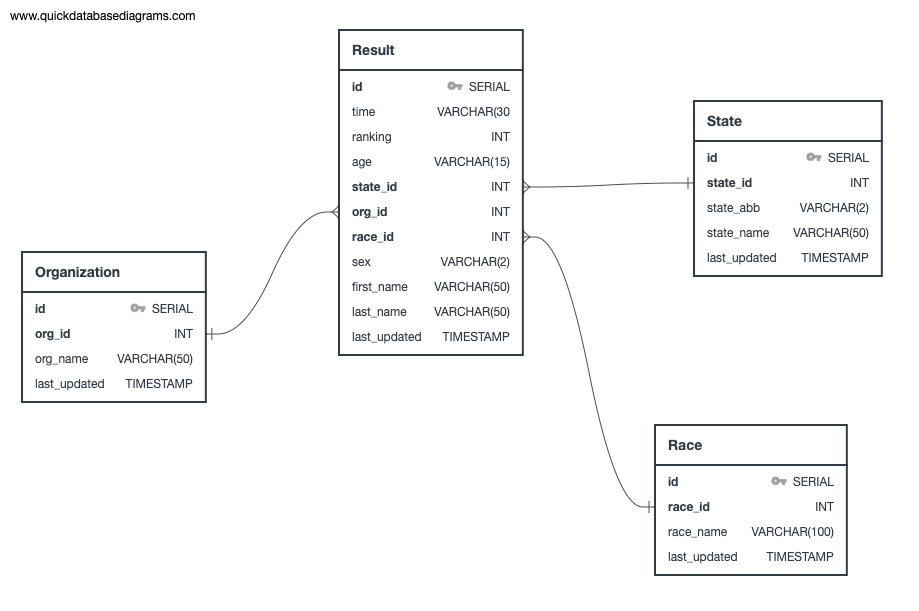 www.quickdatabasediagrams.com
Result
id SERIAL
time VARCHAR(30
ranking INT
age VARCHAR(15)
state_id INT
org_id INT
race_id INT
sex VARCHAR(2)
first_name VARCHAR(50)
last_name VARCHAR(50)
last_updated TIMESTAMP
State
id SERIAL
state_id INT
state_abb VARCHAR(2)
state_name VARCHAR(50)
last_updated TIMESTAMP
Organization
id SERIAL
org_id INT
org_name VARCHAR(50)
last_updated TIMESTAMP
Race
id SERIAL
race_id INT
race_name VARCHAR(100)
last_updated TIMESTAMP